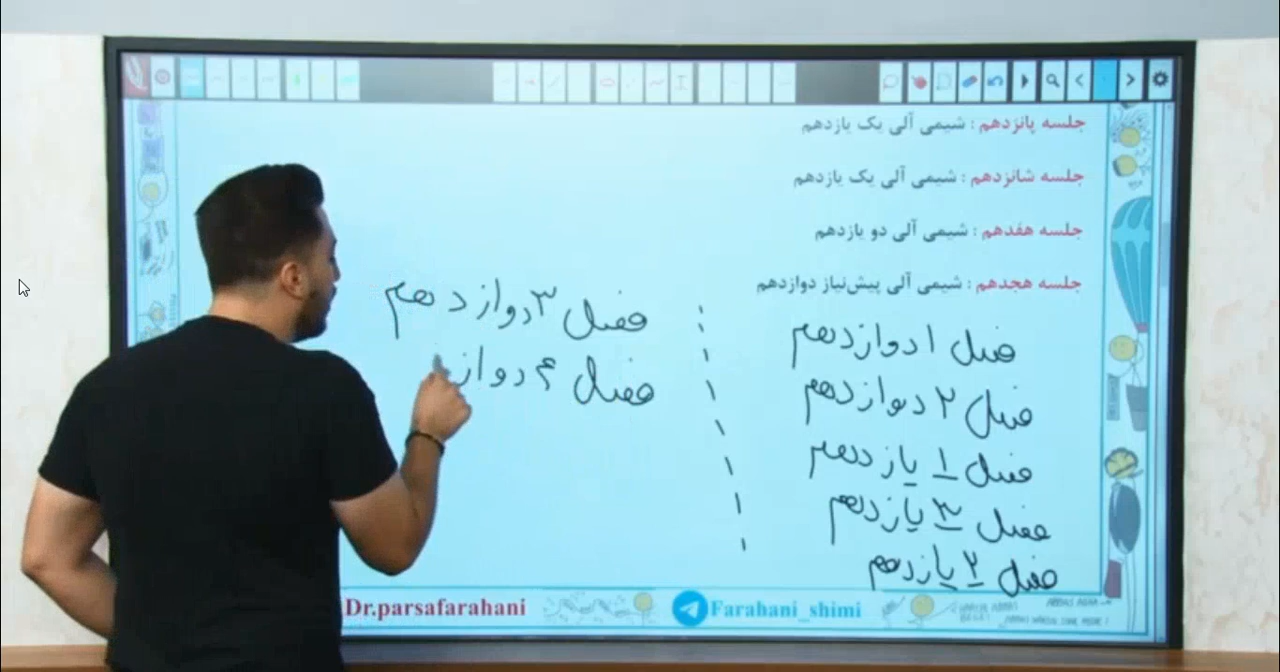 جلسه پانزدهم : شیمی آلی یک یازدهم
جلسه شانزدهم : شیمی آلی یک یازدهم
جلسه هفدهم : شیمی آلی دو یازدهم
جلسه هجدهم : شیمی آلی پیش‌نیاز دوازدهم
فصل ۱ دوازدهم
فصل ۲ دوازدهم
فصل ۱ یازدهم
فصل ۳ یازدهم
فصل ۲ یازدهم
فصل ۳ دوازدهم
فصل ۴ دواز
Dr.parsafarahani
Farahani_shimi